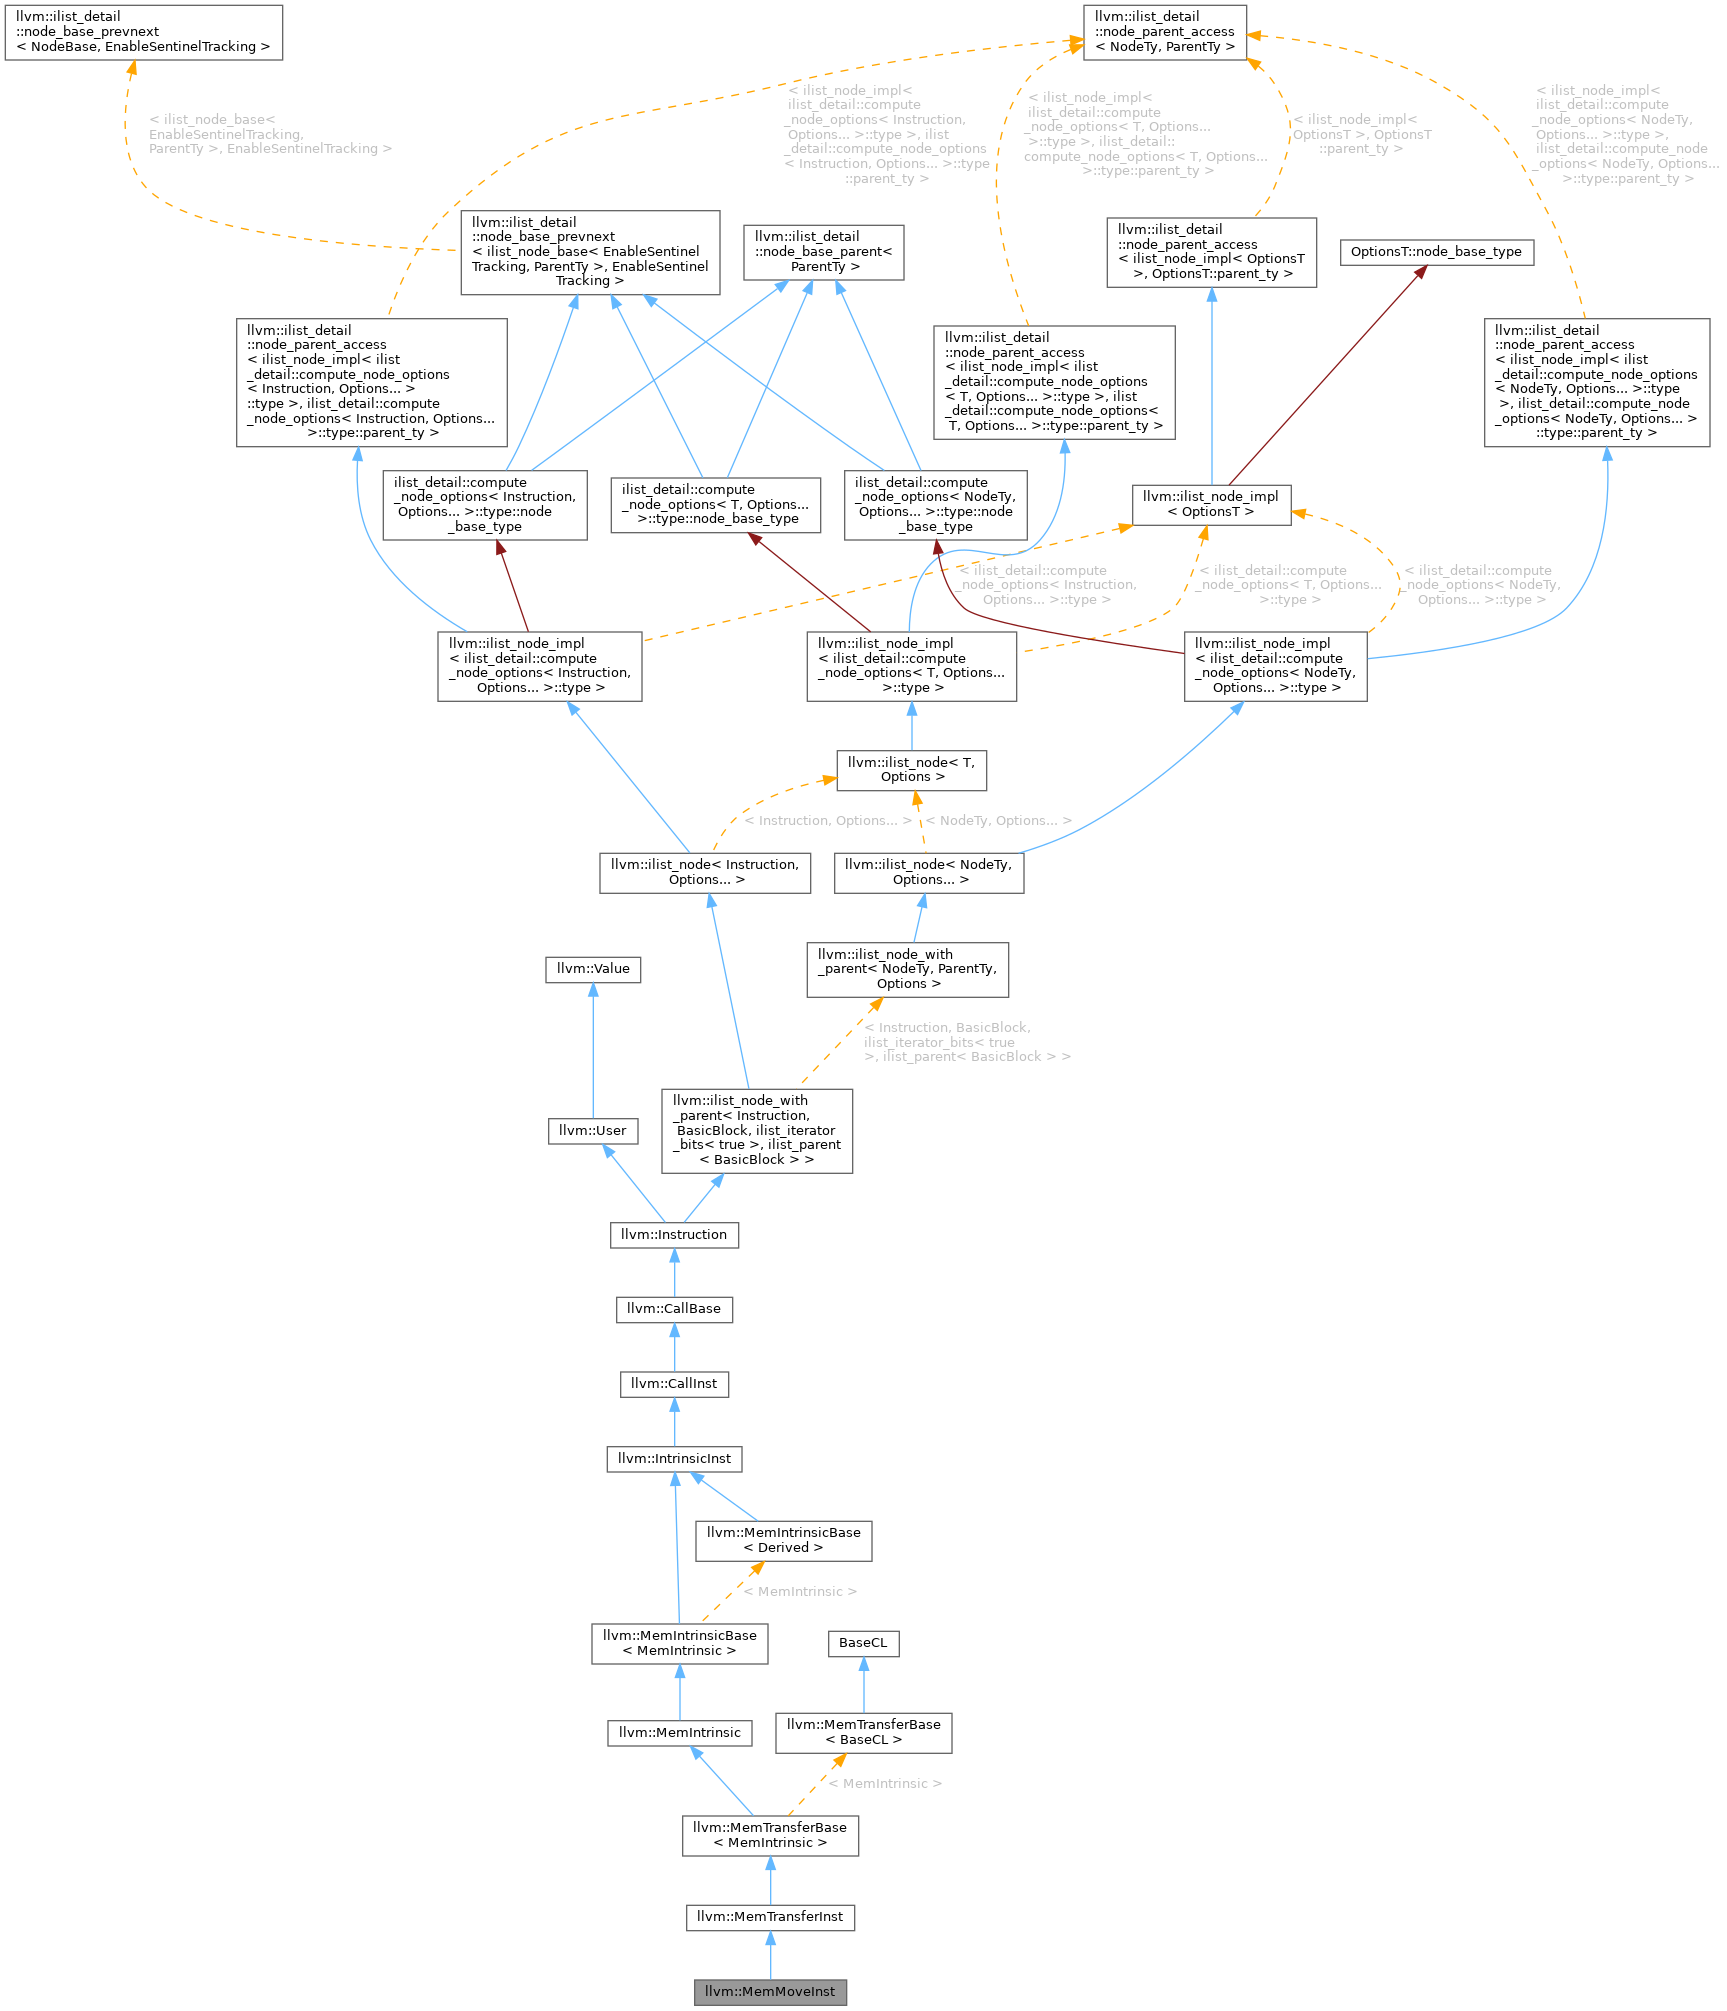 llvm::ilist_detail
::node_base_prevnext
< NodeBase, EnableSentinelTracking >
llvm::ilist_detail
::node_parent_access
< NodeTy, ParentTy >
< ilist_node_base<
EnableSentinelTracking,
ParentTy >, EnableSentinelTracking >
< ilist_node_impl<
ilist_detail::compute
_node_options< Instruction,
Options... >::type >, ilist
_detail::compute_node_options
< Instruction, Options... >::type
::parent_ty >
< ilist_node_impl<
ilist_detail::compute
_node_options< T, Options...
>::type >, ilist_detail::
compute_node_options< T, Options...
>::type::parent_ty >
< ilist_node_impl<
OptionsT >, OptionsT
::parent_ty >
< ilist_node_impl<
ilist_detail::compute
_node_options< NodeTy,
Options... >::type >,
ilist_detail::compute_node
_options< NodeTy, Options...
>::type::parent_ty >
llvm::ilist_detail
::node_base_prevnext
< ilist_node_base< EnableSentinel
Tracking, ParentTy >, EnableSentinel
Tracking >
llvm::ilist_detail
::node_base_parent<
ParentTy >
llvm::ilist_detail
::node_parent_access
< ilist_node_impl< OptionsT
>, OptionsT::parent_ty >
OptionsT::node_base_type
llvm::ilist_detail
::node_parent_access
< ilist_node_impl< ilist
_detail::compute_node_options
< Instruction, Options... >
::type >, ilist_detail::compute
_node_options< Instruction, Options...
>::type::parent_ty >
llvm::ilist_detail
::node_parent_access
< ilist_node_impl< ilist
_detail::compute_node_options
< T, Options... >::type >, ilist
_detail::compute_node_options<
T, Options... >::type::parent_ty >
llvm::ilist_detail
::node_parent_access
< ilist_node_impl< ilist
_detail::compute_node_options
< NodeTy, Options... >::type
>, ilist_detail::compute_node
_options< NodeTy, Options... >
::type::parent_ty >
ilist_detail::compute
_node_options< Instruction,
Options... >::type::node
_base_type
ilist_detail::compute
_node_options< T, Options...
>::type::node_base_type
ilist_detail::compute
_node_options< NodeTy,
Options... >::type::node
_base_type
llvm::ilist_node_impl
< OptionsT >
< ilist_detail::compute
_node_options< Instruction,
Options... >::type >
< ilist_detail::compute
_node_options< T, Options...
>::type >
< ilist_detail::compute
_node_options< NodeTy,
Options... >::type >
llvm::ilist_node_impl
< ilist_detail::compute
_node_options< Instruction,
Options... >::type >
llvm::ilist_node_impl
< ilist_detail::compute
_node_options< T, Options...
>::type >
llvm::ilist_node_impl
< ilist_detail::compute
_node_options< NodeTy,
Options... >::type >
llvm::ilist_node< T,
Options >
< Instruction, Options... >
< NodeTy, Options... >
llvm::ilist_node< Instruction,
Options... >
llvm::ilist_node< NodeTy,
Options... >
llvm::Value
llvm::ilist_node_with
_parent< NodeTy, ParentTy,
Options >
< Instruction, BasicBlock,
ilist_iterator_bits< true
>, ilist_parent< BasicBlock > >
llvm::User
llvm::ilist_node_with
_parent< Instruction,
BasicBlock, ilist_iterator
_bits< true >, ilist_parent
< BasicBlock > >
llvm::Instruction
llvm::CallBase
llvm::CallInst
llvm::IntrinsicInst
llvm::MemIntrinsicBase
< Derived >
< MemIntrinsic >
llvm::MemIntrinsicBase
< MemIntrinsic >
BaseCL
llvm::MemIntrinsic
llvm::MemTransferBase
< BaseCL >
< MemIntrinsic >
llvm::MemTransferBase
< MemIntrinsic >
llvm::MemTransferInst
llvm::MemMoveInst